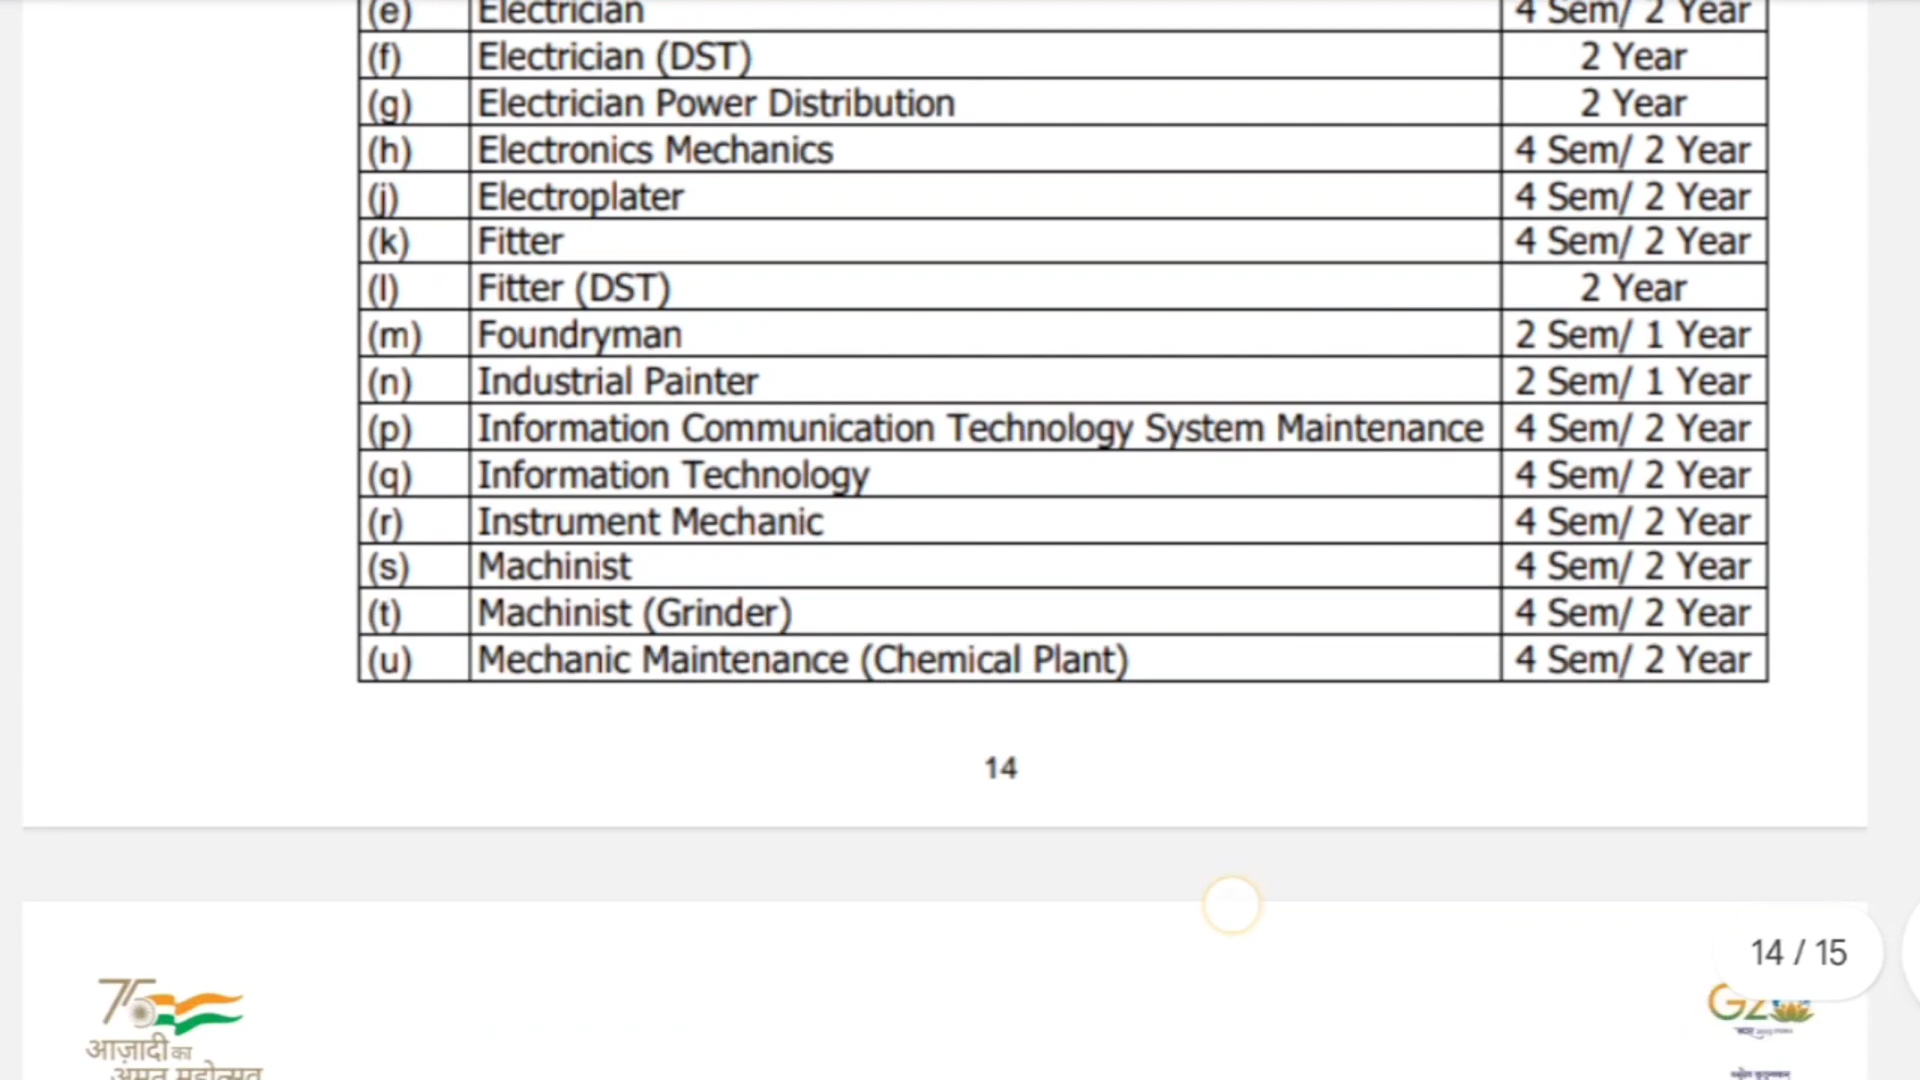 (e) Electrician 4 Sem/ 2 Year
(f) Electrician (DST) 2 Year
(g) Electrician Power Distribution 2 Year
(h) Electronics Mechanics 4 Sem/ 2 Year
(j) Electroplater 4 Sem/ 2 Year
(k) Fitter 4 Sem/ 2 Year
(l) Fitter (DST) 2 Year
(m) Foundryman 2 Sem/ 1 Year
(n) Industrial Painter 2 Sem/ 1 Year
(p) Information Communication Technology System Maintenance 4 Sem/ 2 Year
(q) Information Technology 4 Sem/ 2 Year
(r) Instrument Mechanic 4 Sem/ 2 Year
(s) Machinist 4 Sem/ 2 Year
(t) Machinist (Grinder) 4 Sem/ 2 Year
(u) Mechanic Maintenance (Chemical Plant) 4 Sem/ 2 Year
14
14 / 15
75
आज़ादी का
अमृत महोत्सव